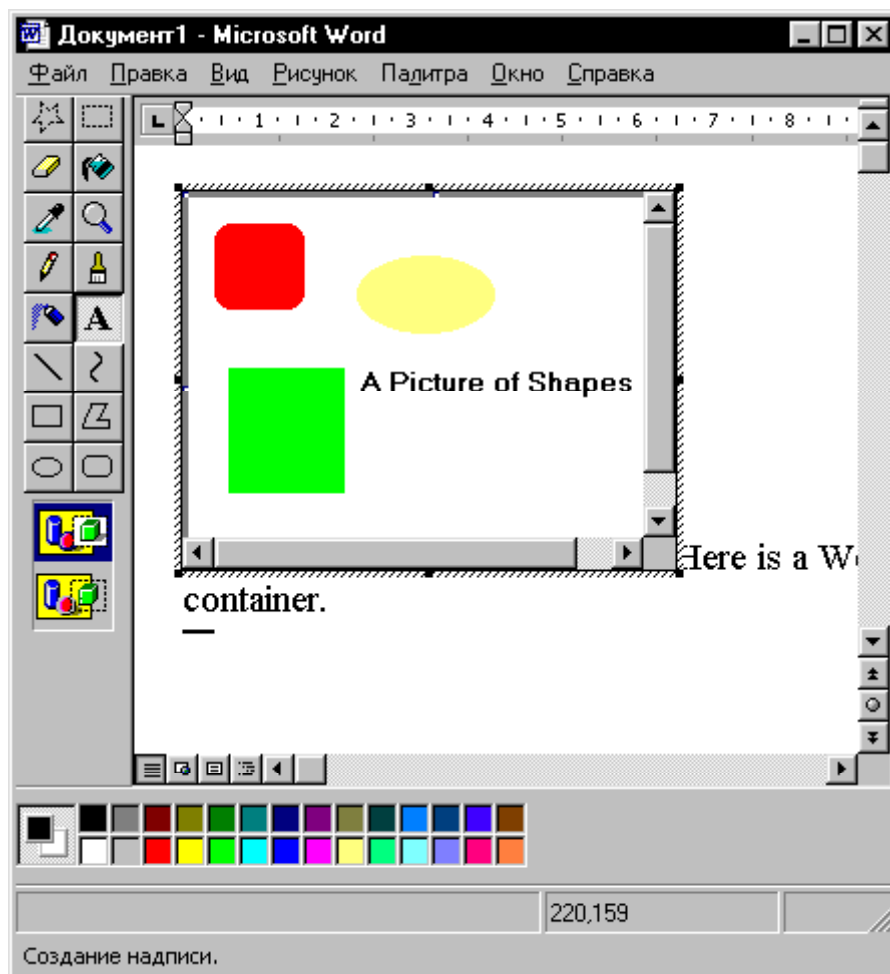 Документ1 - Microsoft Word
Файл Правка Вид Рисунок Палитра Окно Справка
L 1 2 3 4 5 6 7 8
A
A Picture of Shapes
Here is a W
container.
220,159
Создание надписи.